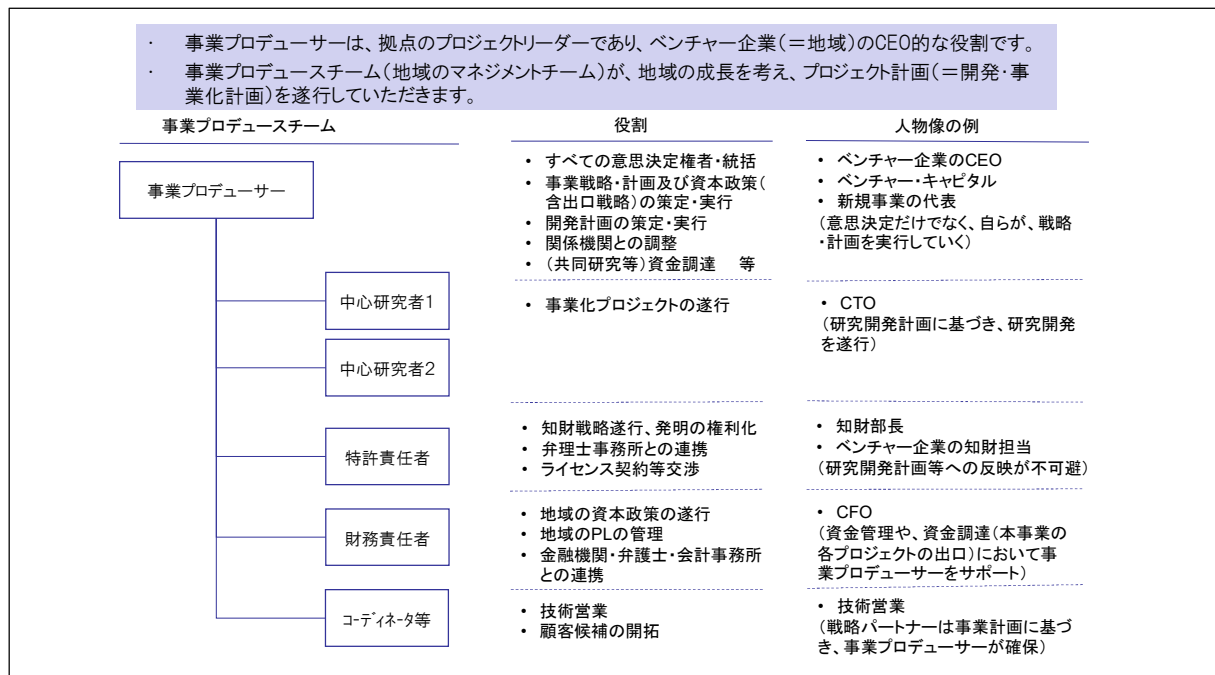 ・ 事業プロデューサーは、拠点のプロジェクトリーダーであり、ベンチャー企業(＝地域)のCEO的な役割です。
・ 事業プロデュースチーム(地域のマネジメントチーム)が、地域の成長を考え、プロジェクト計画(＝開発・事
業化計画)を遂行していただきます。
事業プロデュースチーム
役割
人物像の例
事業プロデューサー
• すべての意思決定権者・統括
• 事業戦略・計画及び資本政策(
含出口戦略)の策定・実行
• 開発計画の策定・実行
• 関係機関との調整
• (共同研究等)資金調達 等
• ベンチャー企業のCEO
• ベンチャー・キャピタル
• 新規事業の代表
(意思決定だけでなく、自らが、戦略
・計画を実行していく)
中心研究者1
• 事業化プロジェクトの遂行
• CTO
(研究開発計画に基づき、研究開発
を遂行)
中心研究者2
特許責任者
• 知財戦略遂行、発明の権利化
• 弁理士事務所との連携
• ライセンス契約等交渉
• 知財部長
• ベンチャー企業の知財担当
(研究開発計画等への反映が不可避)
財務責任者
• 地域の資本政策の遂行
• 地域のPLの管理
• 金融機関・弁護士・会計事務所
との連携
• CFO
(資金管理や、資金調達(本事業の
各プロジェクトの出口)において事
業プロデューサーをサポート)
ｺｰﾃﾞｨﾈｰﾀ等
• 技術営業
• 顧客候補の開拓
• 技術営業
(戦略パートナーは事業計画に基づ
き、事業プロデューサーが確保)